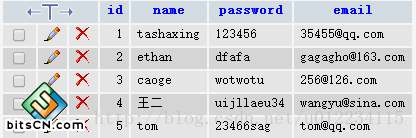 id name password email
1 tashaxing 123456 35455@qq.com
2 ethan dfafa gagagho@163.com
3 caoge wotwotu 256@126.com
4 王二 uijllaeu34 wangyu@sina.com
5 tom 23466sag tom@qq.com
bitsCN.com